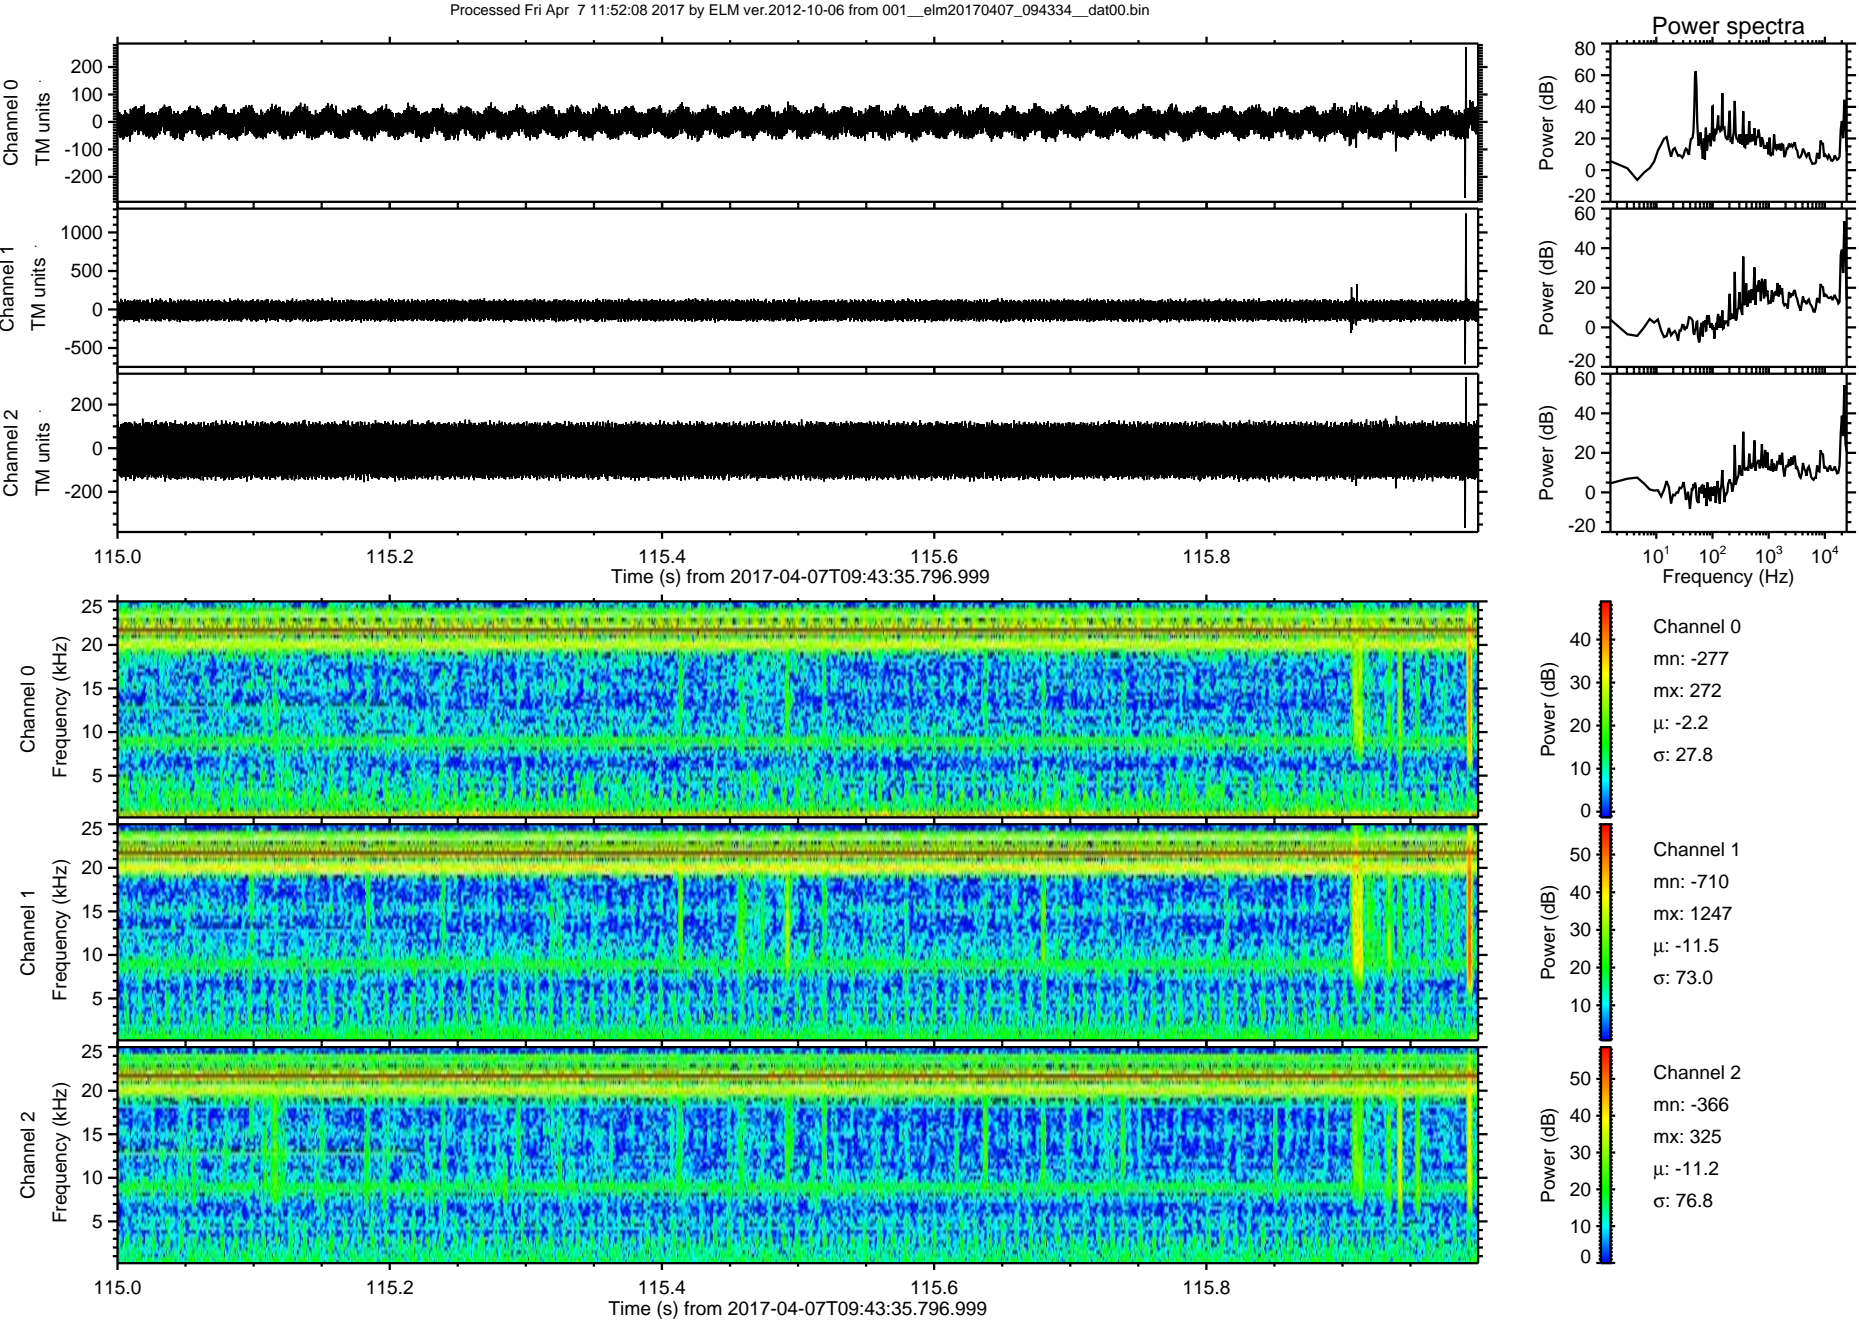 Processed Fri Apr  7 11:52:08 2017 by ELM ver.2012-10-06 from 001__elm20170407_094334__dat00.bin
Power spectra
Channel 0
TM units
200
100
0
-100
-200
Power (dB)
80
60
40
20
0
-20
Channel 1
TM units
1000
500
0
-500
Power (dB)
60
40
20
0
-20
Channel 2
TM units
200
0
-200
Power (dB)
60
40
20
0
-20
115.0 115.2 115.4 115.6 115.8
Time (s) from 2017-04-07T09:43:35.796.999
10¹ 10² 10³ 10⁴
Frequency (Hz)
Channel 0
Frequency (kHz)
25
20
15
10
5
Power (dB)
40
30
20
10
0
Channel 0
mn: -277
mx: 272
μ: -2.2
σ: 27.8
Channel 1
Frequency (kHz)
25
20
15
10
5
Power (dB)
50
40
30
20
10
Channel 1
mn: -710
mx: 1247
μ: -11.5
σ: 73.0
Channel 2
Frequency (kHz)
25
20
15
10
5
Power (dB)
50
40
30
20
10
0
Channel 2
mn: -366
mx: 325
μ: -11.2
σ: 76.8
115.0 115.2 115.4 115.6 115.8
Time (s) from 2017-04-07T09:43:35.796.999